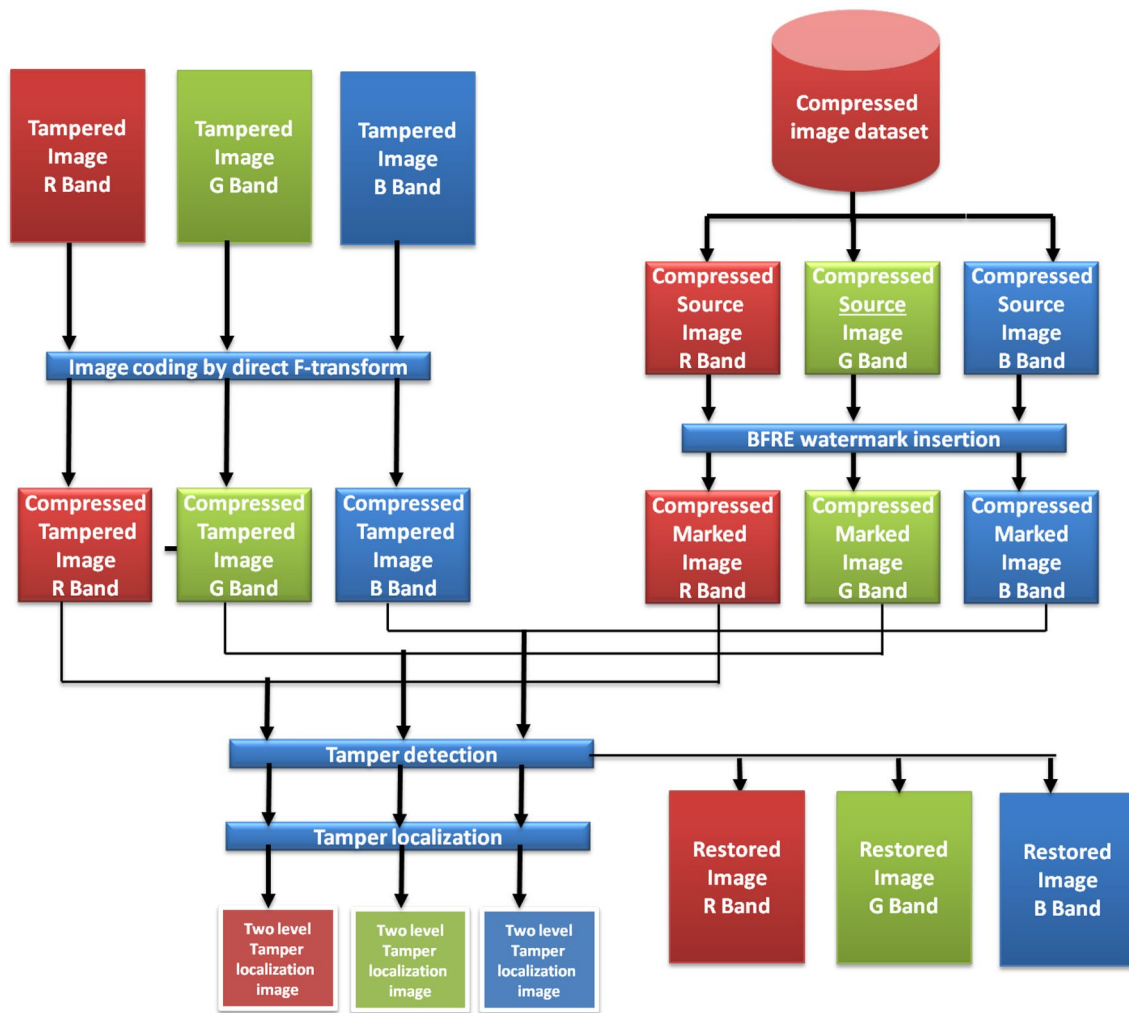 Compressed
image dataset
Tampered
Image
R Band
Tampered
Image
G Band
Tampered
Image
B Band
Compressed
Source
Image
R Band
Compressed
Source
Image
G Band
Compressed
Source
Image
B Band
Image coding by direct F-transform
BFRE watermark insertion
Compressed
Tampered
Image
R Band
Compressed
Tampered
Image
G Band
Compressed
Tampered
Image
B Band
Compressed
Marked
Image
R Band
Compressed
Marked
Image
G Band
Compressed
Marked
Image
B Band
Tamper detection
Tamper localization
Restored
Image
R Band
Restored
Image
G Band
Restored
Image
B Band
Two level
Tamper
localization
image
Two level
Tamper
localization
image
Two level
Tamper
localization
image